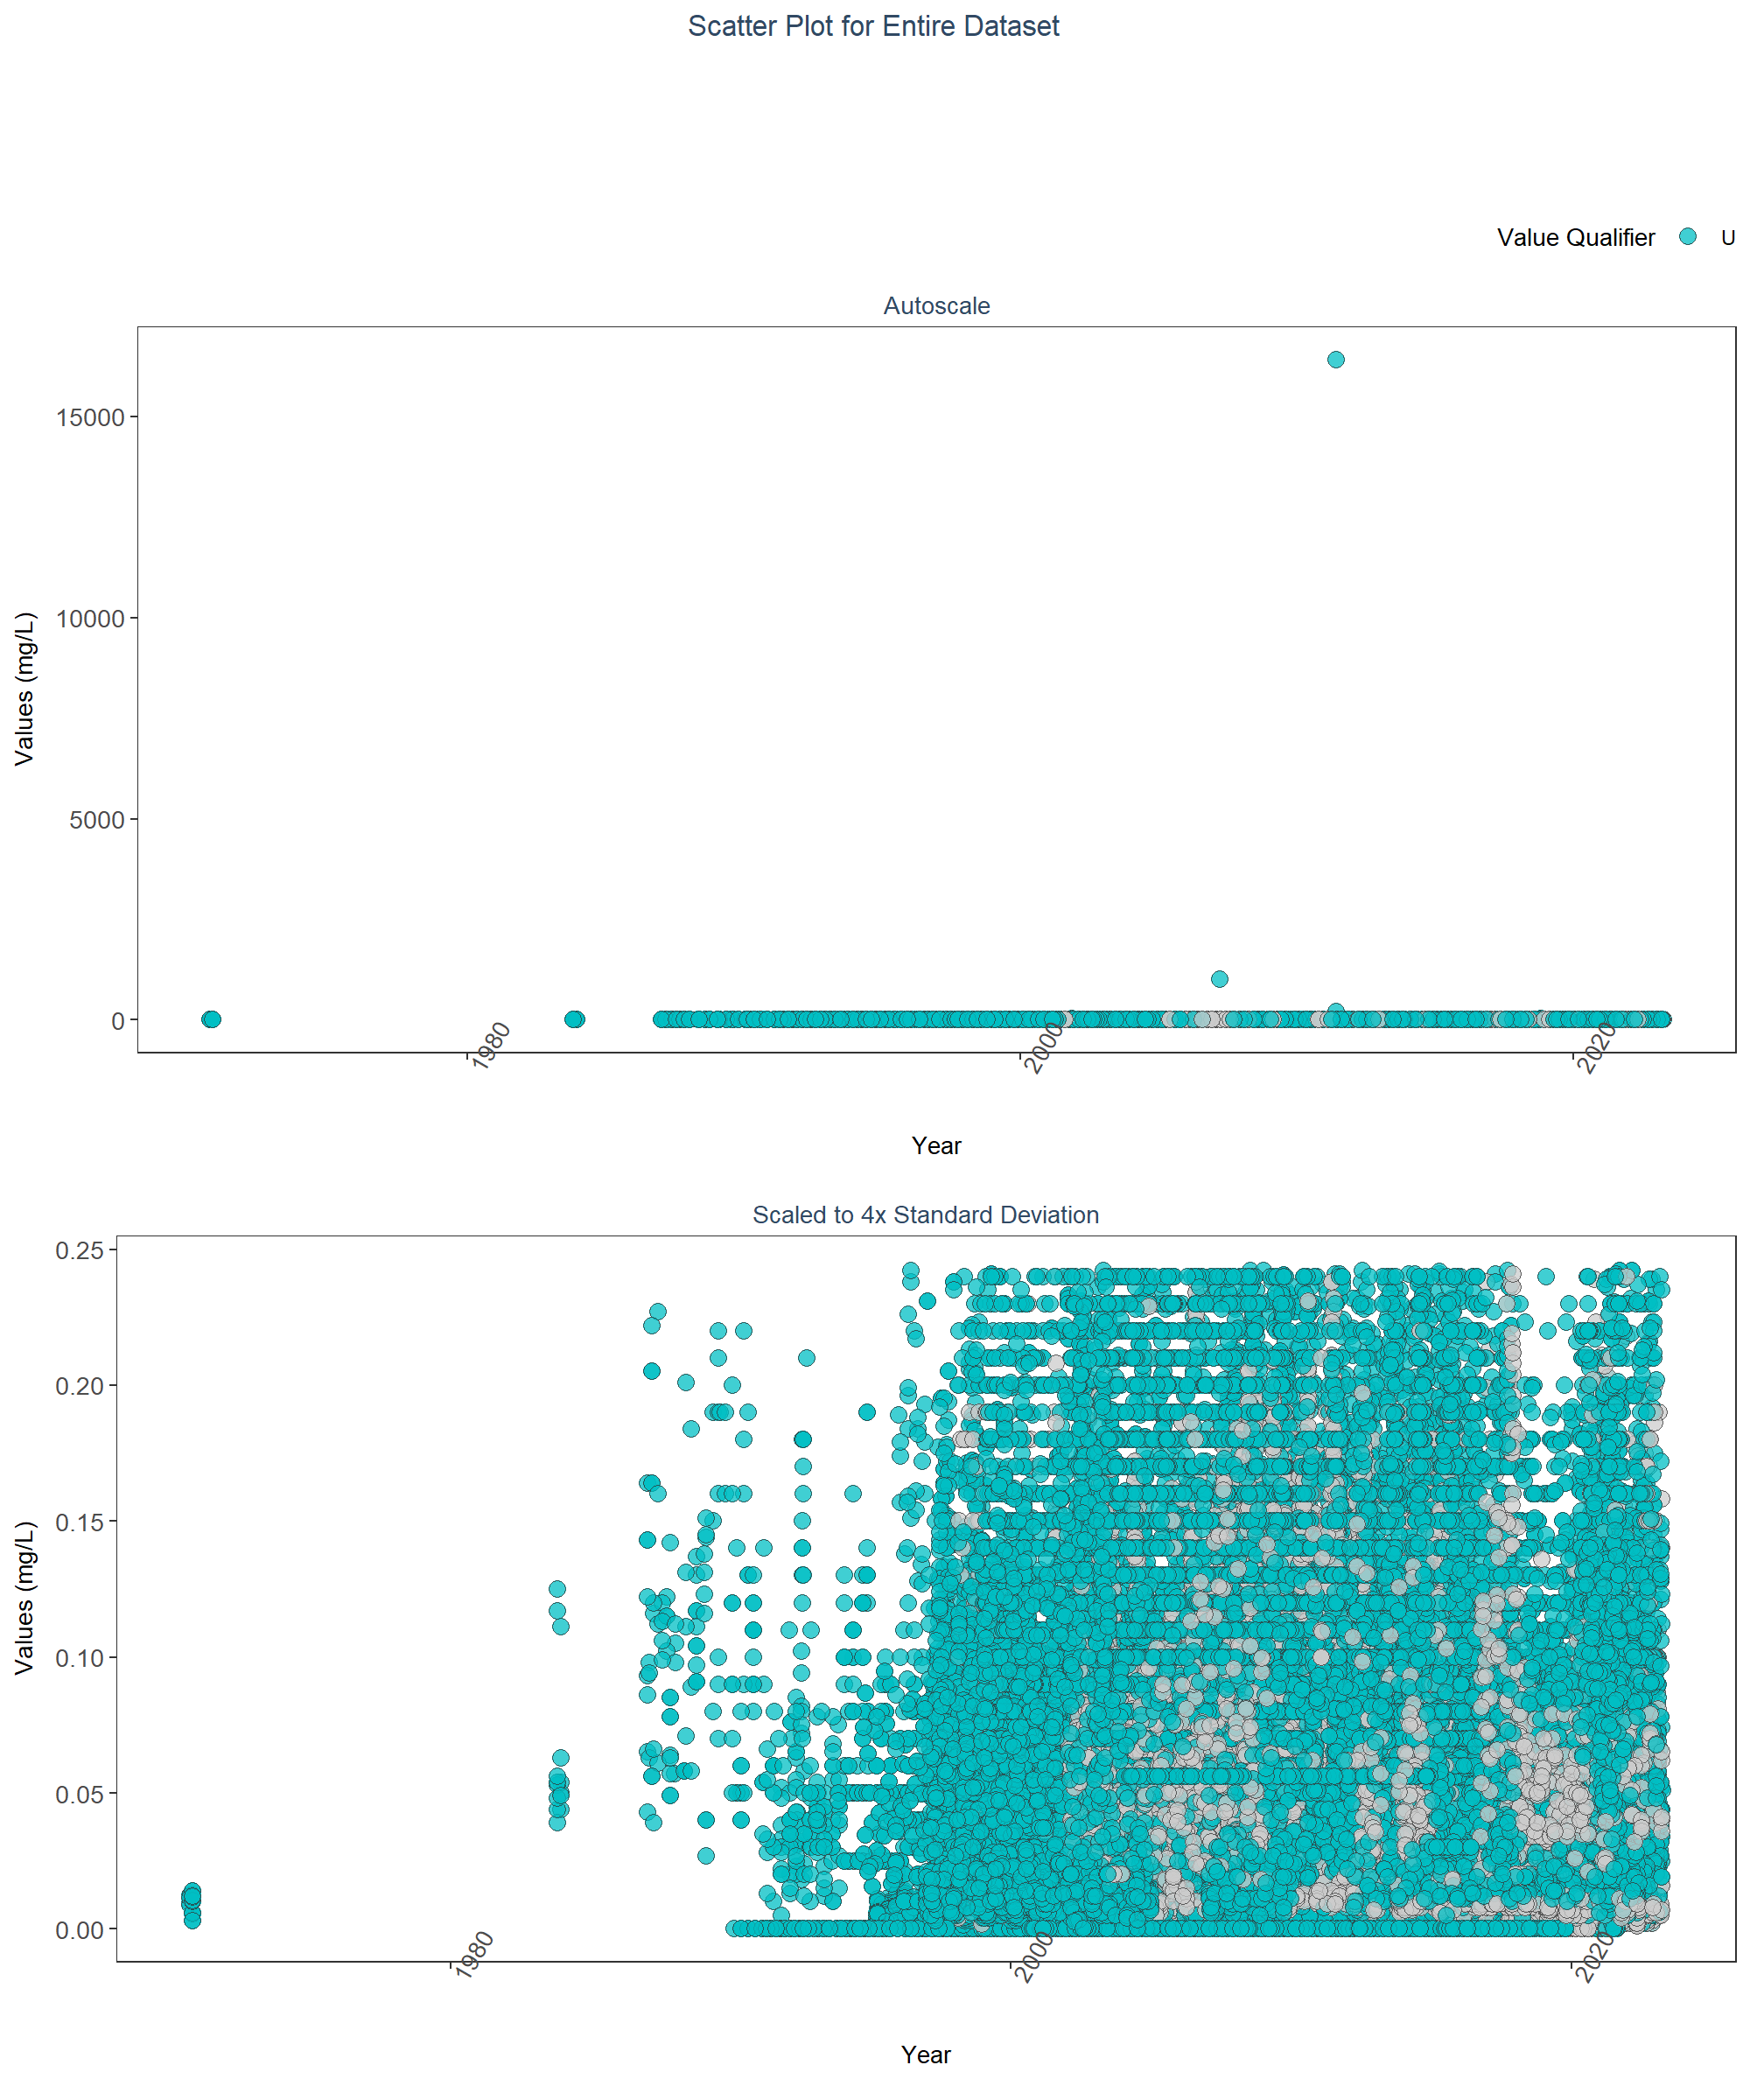 Scatter Plot for Entire Dataset
Value Qualifier U
Autoscale
15000
10000
5000
0
Values (mg/L)
1980 2000 2020
Year
Scaled to 4x Standard Deviation
0.25
0.20
0.15
0.10
0.05
0.00
Values (mg/L)
1980 2000 2020
Year